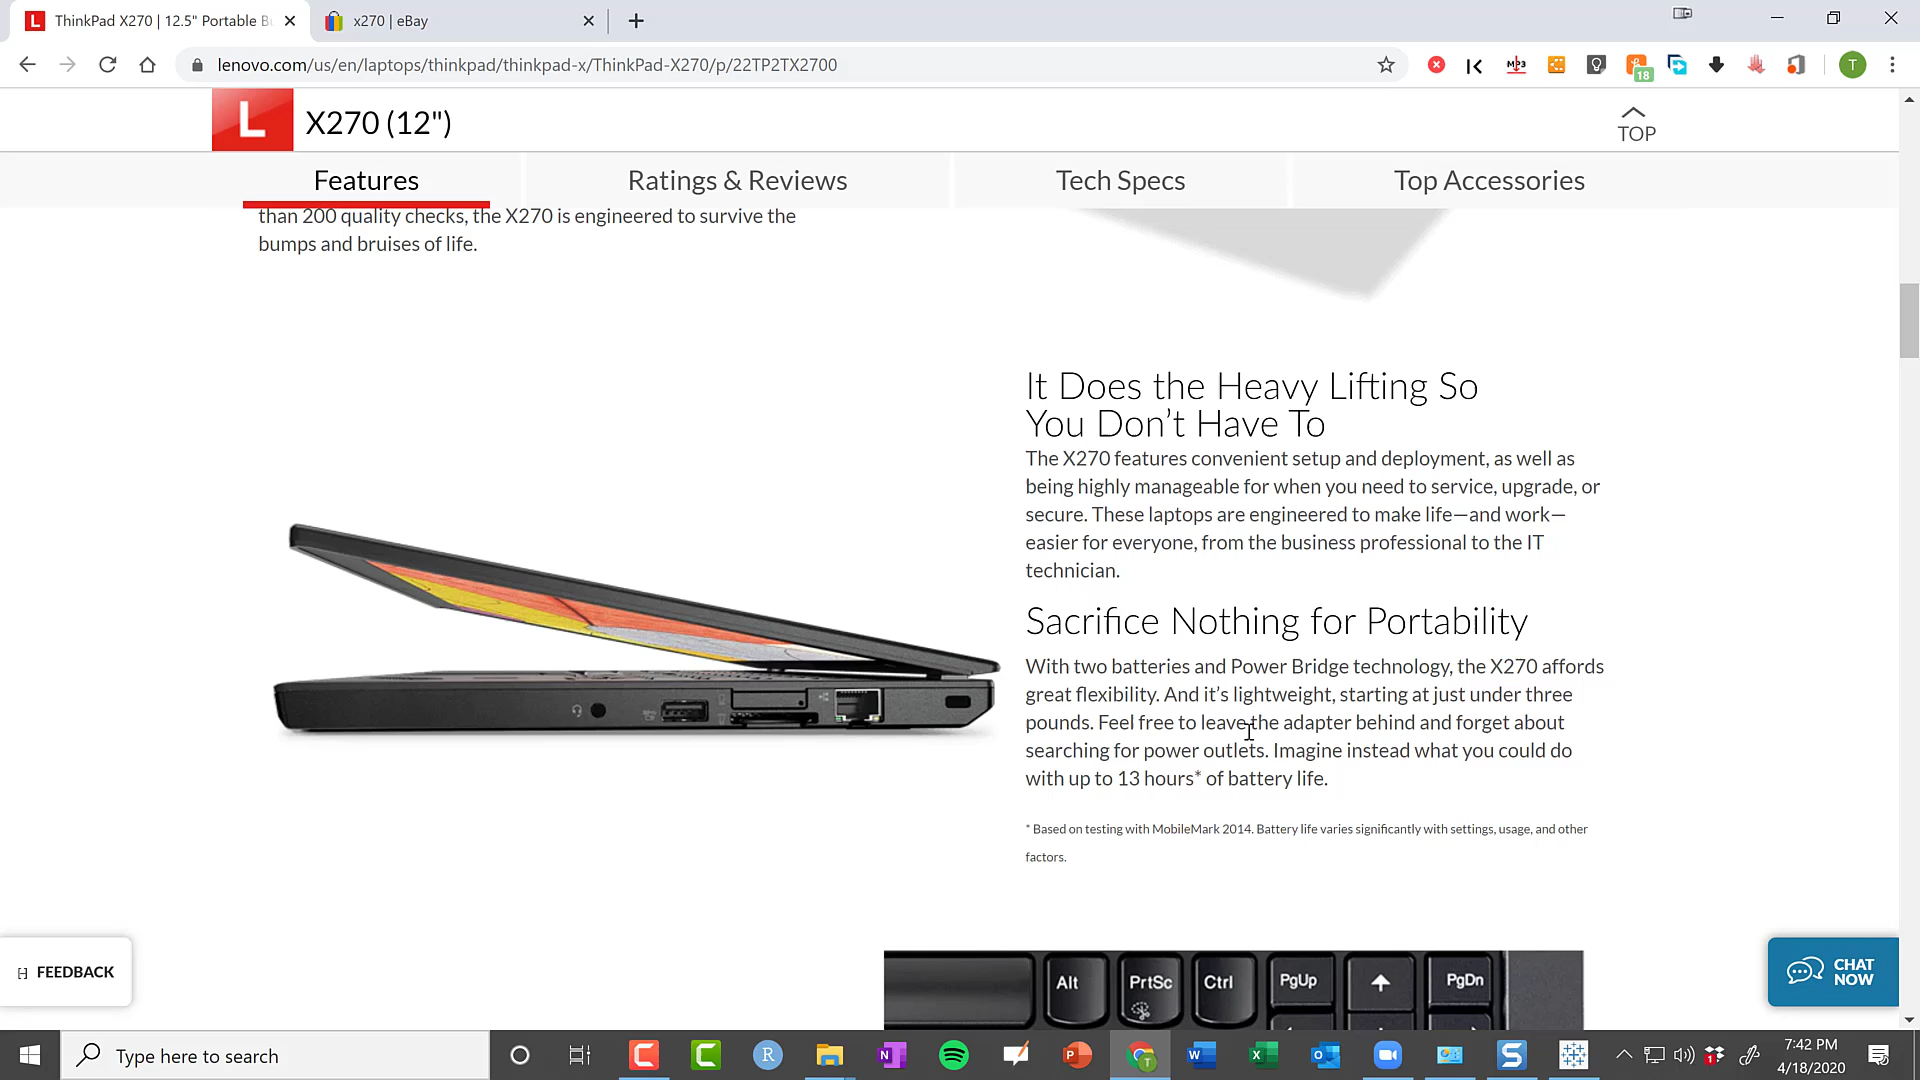 ThinkPad X270 | 12.5" Portable B
x270 | eBay
lenovo.com/us/en/laptops/thinkpad/thinkpad-x/ThinkPad-X270/p/22TP2TX2700
MP3
18
T
L
X270 (12")
TOP
Features
Ratings & Reviews
Tech Specs
Top Accessories
than 200 quality checks, the X270 is engineered to survive the
bumps and bruises of life.
It Does the Heavy Lifting So
You Don't Have To
The X270 features convenient setup and deployment, as well as
being highly manageable for when you need to service, upgrade, or
secure. These laptops are engineered to make life—and work—
easier for everyone, from the business professional to the IT
technician.
Sacrifice Nothing for Portability
With two batteries and Power Bridge technology, the X270 affords
great flexibility. And it's lightweight, starting at just under three
pounds. Feel free to leave the adapter behind and forget about
searching for power outlets. Imagine instead what you could do
with up to 13 hours* of battery life.
* Based on testing with MobileMark 2014. Battery life varies significantly with settings, usage, and other
factors.
FEEDBACK
Alt
PrtSc
Ctrl
PgUp
PgDn
CHAT
NOW
Type here to search
7:42 PM
4/18/2020